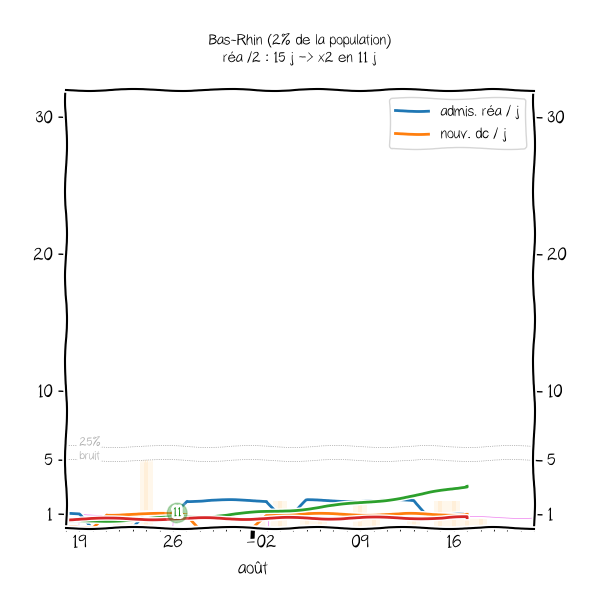 Bas-Rhin (2% de la population)
réa /2 : 15 j -> x2 en 11 j
admis. réa / j
nouv. dc / j
30
30
20
20
10
10
25%
bruit
5
5
11
1
1
19
26
02
09
16
août